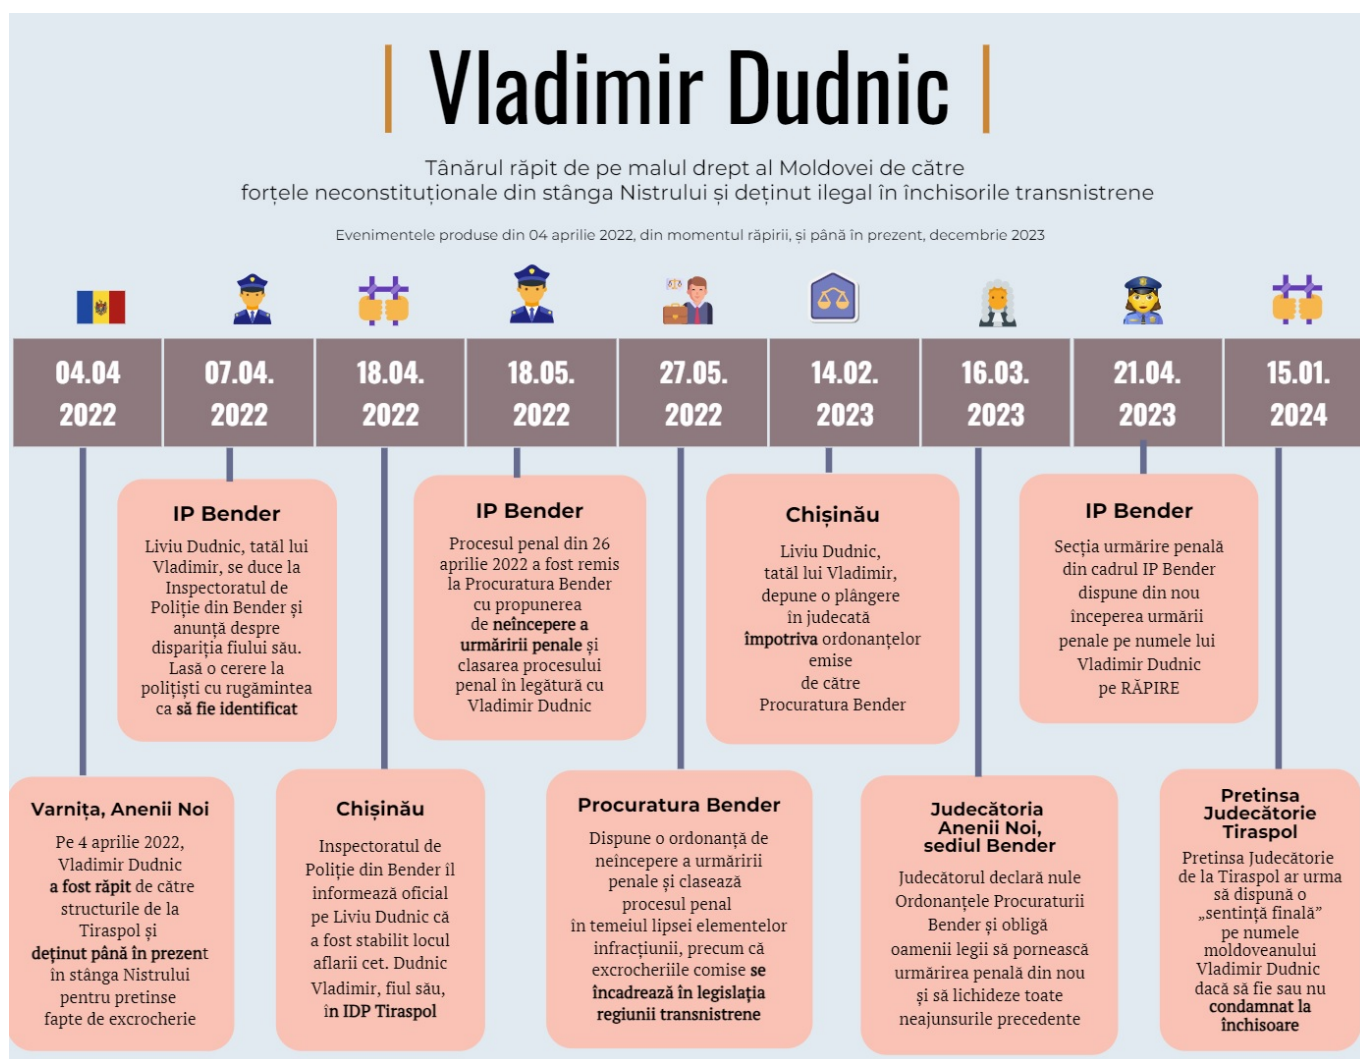 Vladimir Dudnic
Tânărul răpit de pe malul drept al Moldovei de către
forțele neconstituționale din stânga Nistrului și deținut ilegal în închisorile transnistrene
Evenimentele produse din 04 aprilie 2022, din momentul răpirii, și până în prezent, decembrie 2023
04.04
2022
07.04.
2022
18.04.
2022
18.05.
2022
27.05.
2022
14.02.
2023
16.03.
2023
21.04.
2023
15.01.
2024
IP Bender
Liviu Dudnic, tatăl lui
Vladimir, se duce la
Inspectoratul de
Poliție din Bender și
anunță despre
dispariția fiului său.
Lasă o cerere la
polițiști cu rugămintea
ca să fie identificat
IP Bender
Procesul penal din 26
aprilie 2022 a fost remis
la Procuratura Bender
cu propunerea
de neîncepere a
urmăririi penale și
clasarea procesului
penal în legătură cu
Vladimir Dudnic
Chișinău
Liviu Dudnic,
tatăl lui Vladimir,
depune o plângere
în judecată
împotriva ordonanțelor
emise
de către
Procuratura Bender
IP Bender
Secția urmărire penală
din cadrul IP Bender
dispune din nou
începerea urmării
penale pe numele lui
Vladimir Dudnic
pe RĂPIRE
Varnița, Anenii Noi
Pe 4 aprilie 2022,
Vladimir Dudnic
a fost răpit de către
structurile de la
Tiraspol și
deținut până în prezent
în stânga Nistrului
pentru pretinse
fapte de excrocherie
Chișinău
Inspectoratul de
Poliție din Bender îl
informează oficial
pe Liviu Dudnic că
a fost stabilit locul
aflarii cet. Dudnic
Vladimir, fiul său,
în IDP Tiraspol
Procuratura Bender
Dispune o ordonanță de
neîncepere a urmăririi
penale și clasează
procesul penal
în temeiul lipsei elementelor
infracțiunii, precum că
excrocheriile comise se
încadrează în legislația
regiunii transnistrene
Judecătoria
Anenii Noi,
sediul Bender
Judecătorul declară nule
Ordonanțele Procuraturii
Bender și obligă
oamenii legii să pornească
urmărirea penală din nou
și să lichideze toate
neajunsurile precedente
Pretinsa
Judecătorie
Tiraspol
Pretinsa Judecătorie
de la Tiraspol ar urma
să dispună o
„sentință finală”
pe numele
moldoveanului
Vladimir Dudnic
dacă să fie sau nu
condamnat la
închisoare